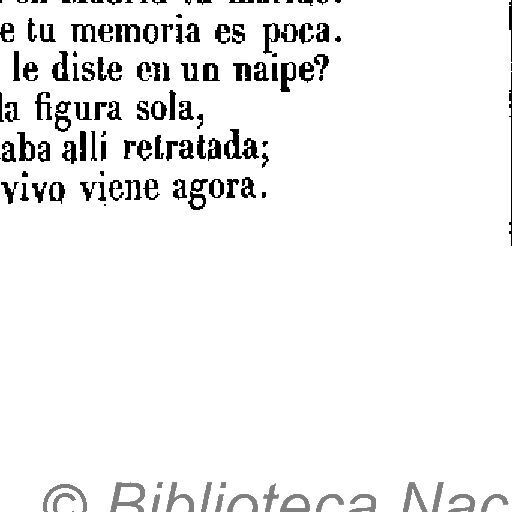 e tu memoria es poca.
le diste en un naipe?
la figura sola,
aba allí retratada;
vivo viene agora.
© Biblioteca Nac